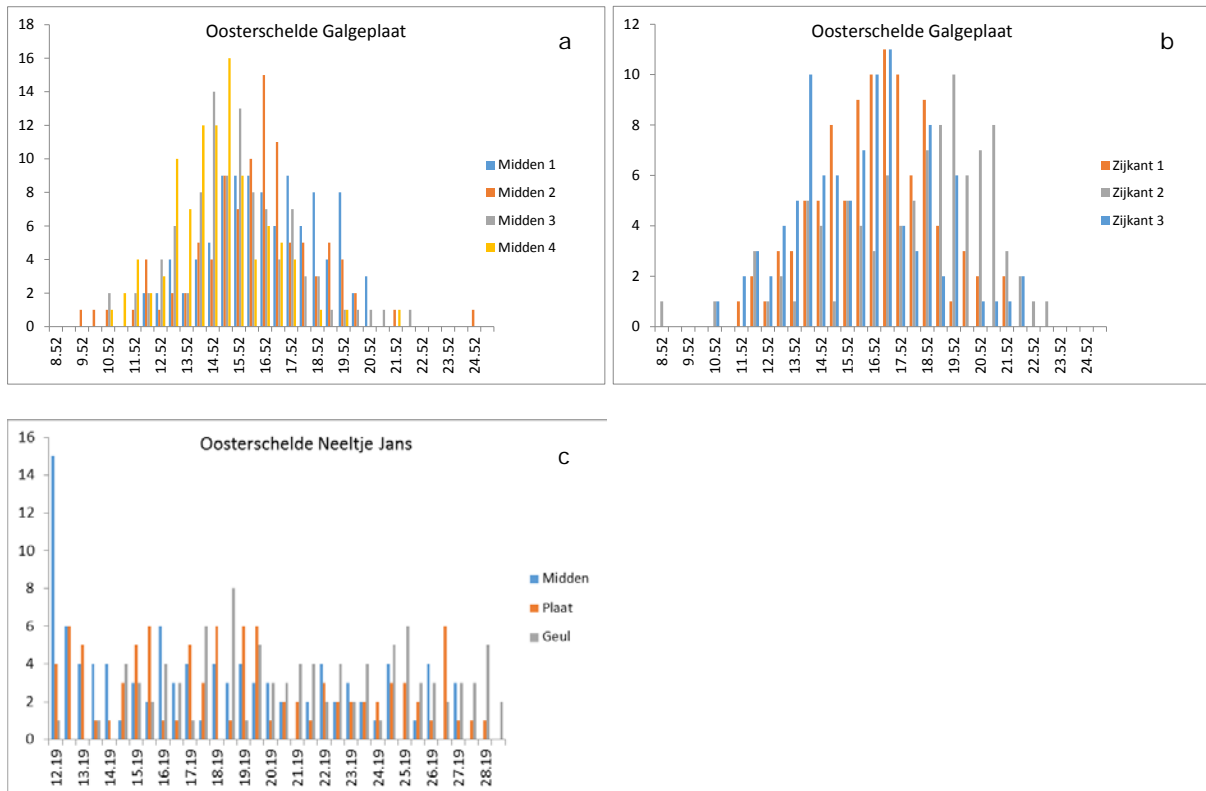 Oosterschelde Galgeplaat
a
18
16
14
12
10
8
6
4
2
0
8.52 9.52 10.52 11.52 12.52 13.52 14.52 15.52 16.52 17.52 18.52 19.52 20.52 21.52 22.52 23.52 24.52
Midden 1
Midden 2
Midden 3
Midden 4
Oosterschelde Galgeplaat
b
12
10
8
6
4
2
0
8.52 9.52 10.52 11.52 12.52 13.52 14.52 15.52 16.52 17.52 18.52 19.52 20.52 21.52 22.52 23.52 24.52
Zijkant 1
Zijkant 2
Zijkant 3
Oosterschelde Neeltje Jans
c
16
14
12
10
8
6
4
2
0
12.19 13.19 14.19 15.19 16.19 17.19 18.19 19.19 20.19 21.19 22.19 23.19 24.19 25.19 26.19 27.19 28.19
Midden
Plaat
Geul